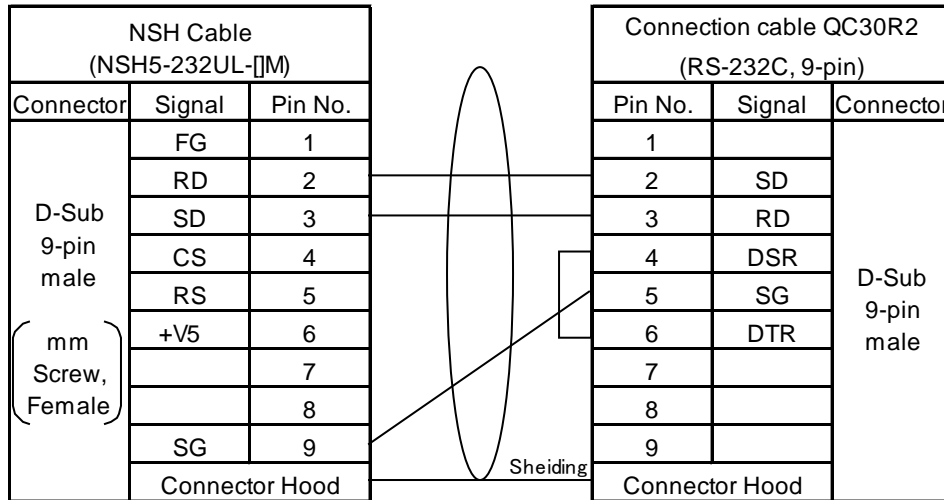 NSH Cable
(NSH5-232UL-[]M)
Connector Signal Pin No.
FG 1
RD 2
SD 3
CS 4
RS 5
+V5 6
7
8
SG 9
Connector Hood
D-Sub
9-pin
male
mm
Screw,
Female
Sheiding
Connection cable QC30R2
(RS-232C, 9-pin)
Pin No. Signal Connector
1
2 SD
3 RD
4 DSR
5 SG
6 DTR
7
8
9
Connector Hood
D-Sub
9-pin
male